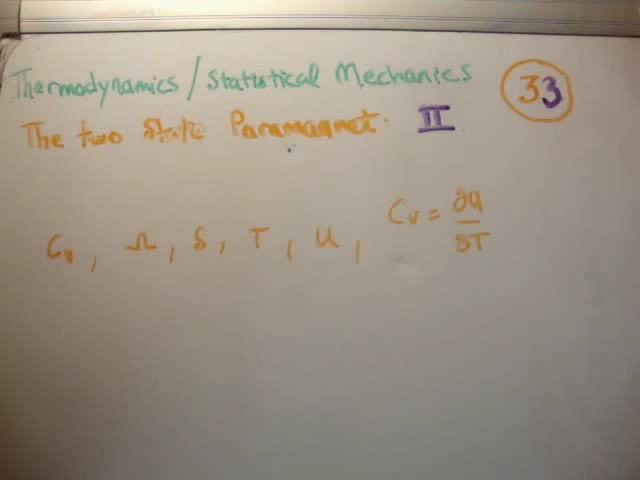 Thermodynamics / Statistical Mechanics
33
The two State Paramagnet. II
Cv, Ω, S, T, U, Cv = ∂U/∂T